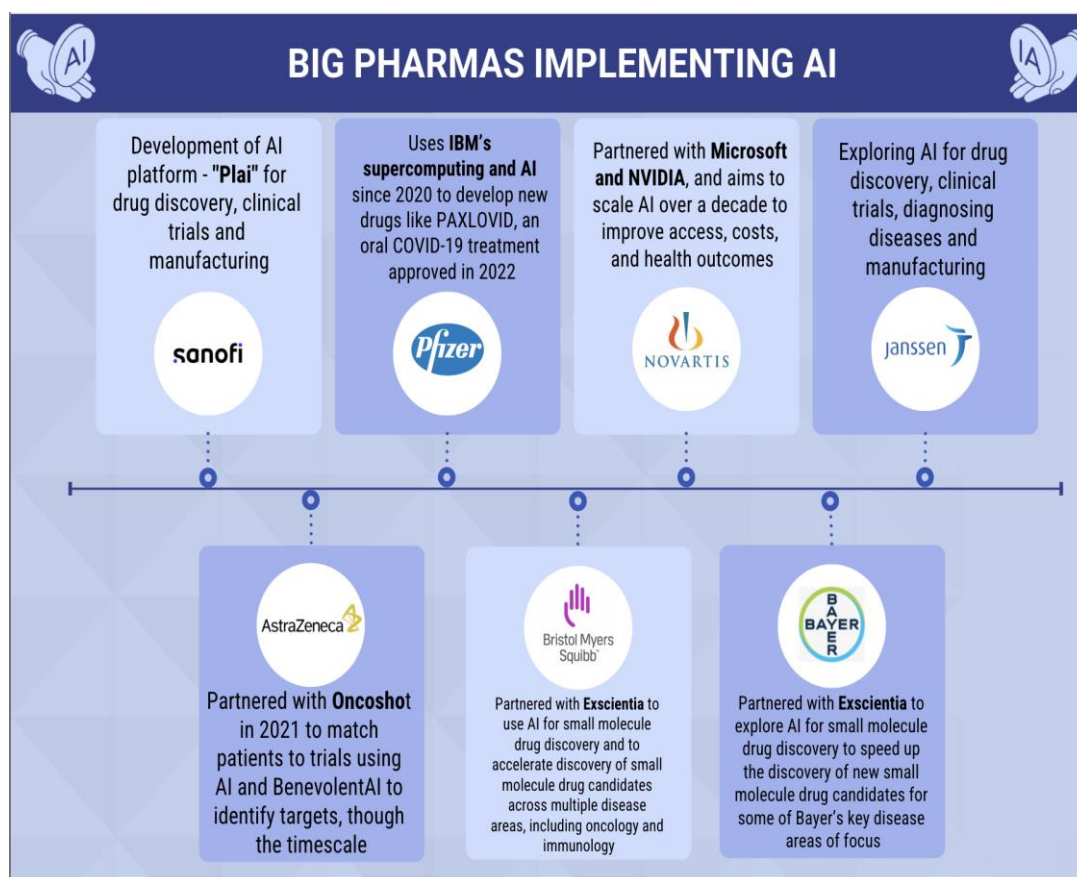 AI
BIG PHARMAS IMPLEMENTING AI
IA
Development of AI
platform - "Plai" for
drug discovery, clinical
trials and
manufacturing
sanofi
Uses IBM's
supercomputing and AI
since 2020 to develop new
drugs like PAXLOVID, an
oral COVID-19 treatment
approved in 2022
Pfizer
Partnered with Microsoft
and NVIDIA, and aims to
scale AI over a decade to
improve access, costs,
and health outcomes
NOVARTIS
Exploring AI for drug
discovery, clinical
trials, diagnosing
diseases and
manufacturing
janssen
AstraZeneca
Partnered with Oncoshot
in 2021 to match
patients to trials using
AI and BenevolentAI to
identify targets, though
the timescale
Bristol Myers
Squibb™
Partnered with Exscientia to
use AI for small molecule
drug discovery and to
accelerate discovery of small
molecule drug candidates
across multiple disease
areas, including oncology and
immunology
BAYER
BAYER
Partnered with Exscientia to
explore AI for small molecule
drug discovery to speed up
the discovery of new small
molecule drug candidates for
some of Bayer's key disease
areas of focus